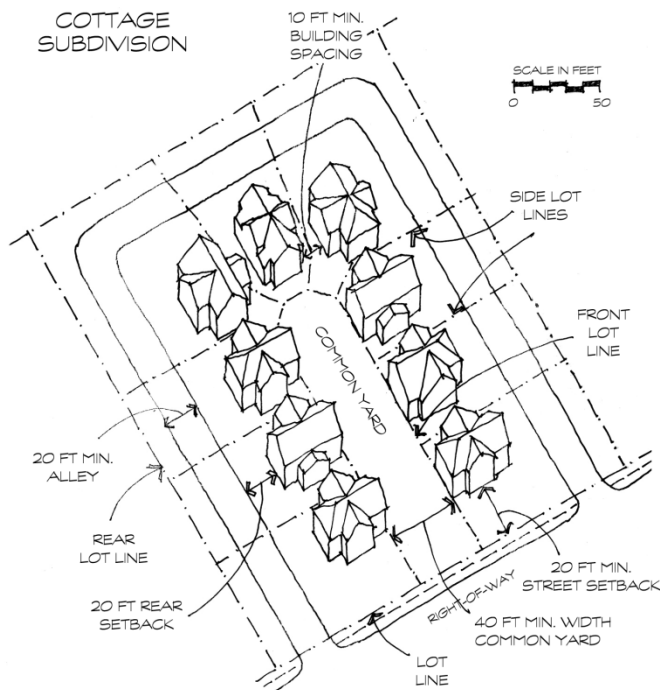 COTTAGE
SUBDIVISION
10 FT MIN.
BUILDING
SPACING
SCALE IN FEET
0 50
SIDE LOT
LINES
FRONT
LOT
LINE
COMMON YARD
20 FT MIN.
ALLEY
REAR
LOT LINE
20 FT REAR
SETBACK
LOT
LINE
RIGHT-OF-WAY
40 FT MIN. WIDTH
COMMON YARD
20 FT MIN.
STREET SETBACK